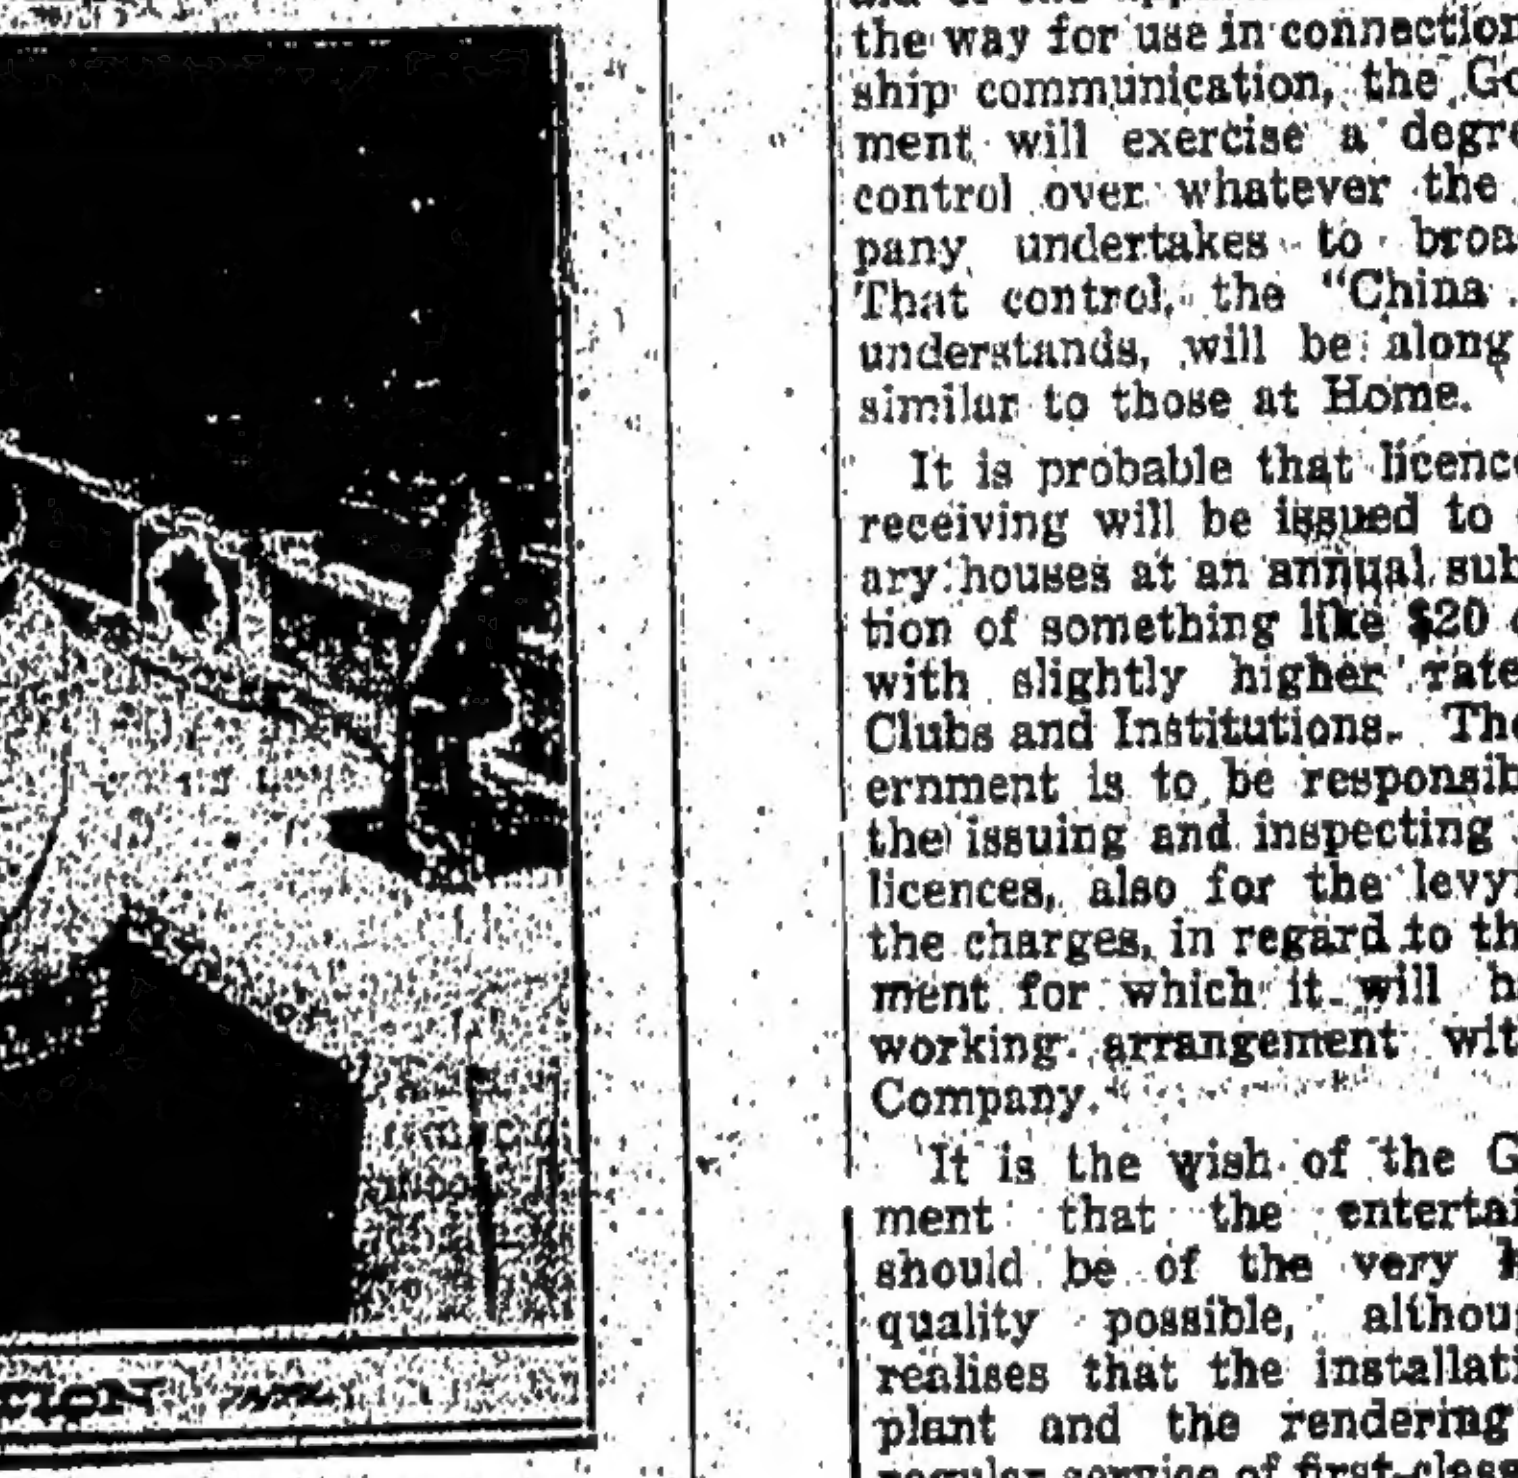 the way for use in connection
ship communication, the Go
ment will exercise a degre
control over whatever the
pany undertakes to broa
That control, the "China
understands, will be along
similar to those at Home.
It is probable that licenc
receiving will be issued to
ary houses at an annual sub
tion of something like $20
with slightly higher rate
Clubs and Institutions. The
ernment is to be responsib
the issuing and inspecting
licences, also for the levy
the charges, in regard to th
ment for which it will h
working arrangement wit
Company.
It is the wish of the G
ment that the entertai
should be of the very h
quality possible, althou
realises that the installati
plant and the rendering
regular service of first-class